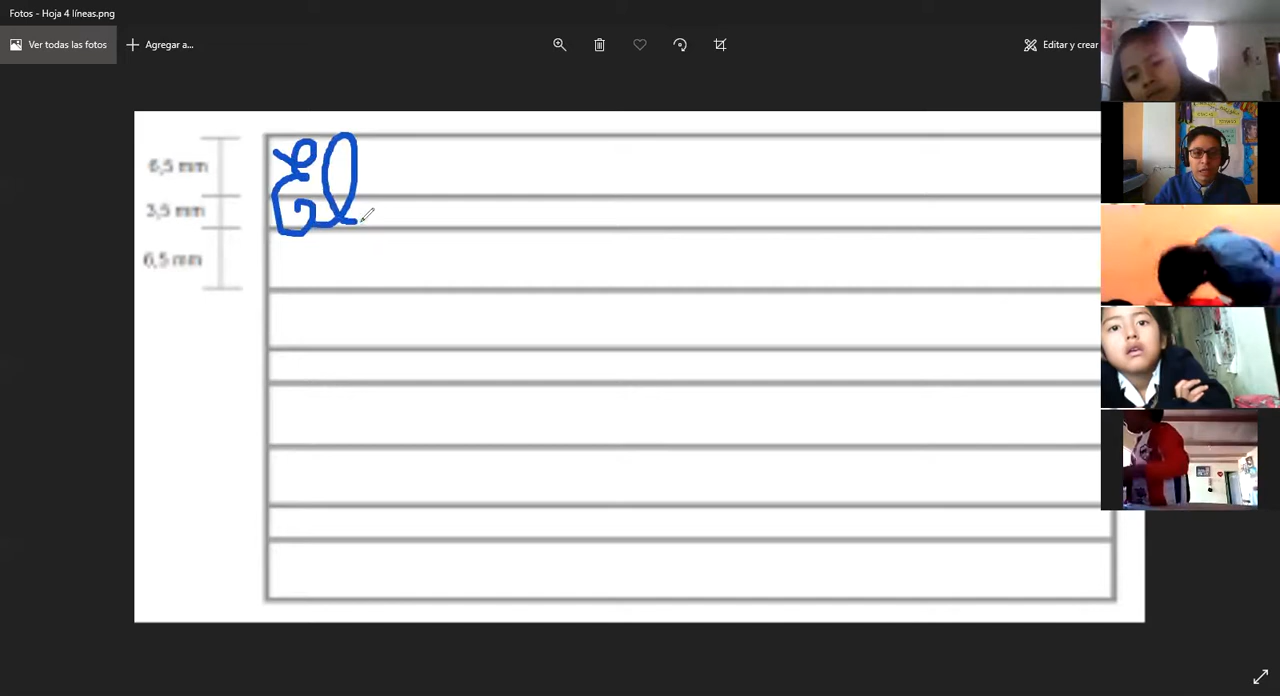 Fotos - Hoja 4 líneas.png
Ver todas las fotos
Agregar a...
Editar y crear
6,5 mm
3,5 mm
6,5 mm
El